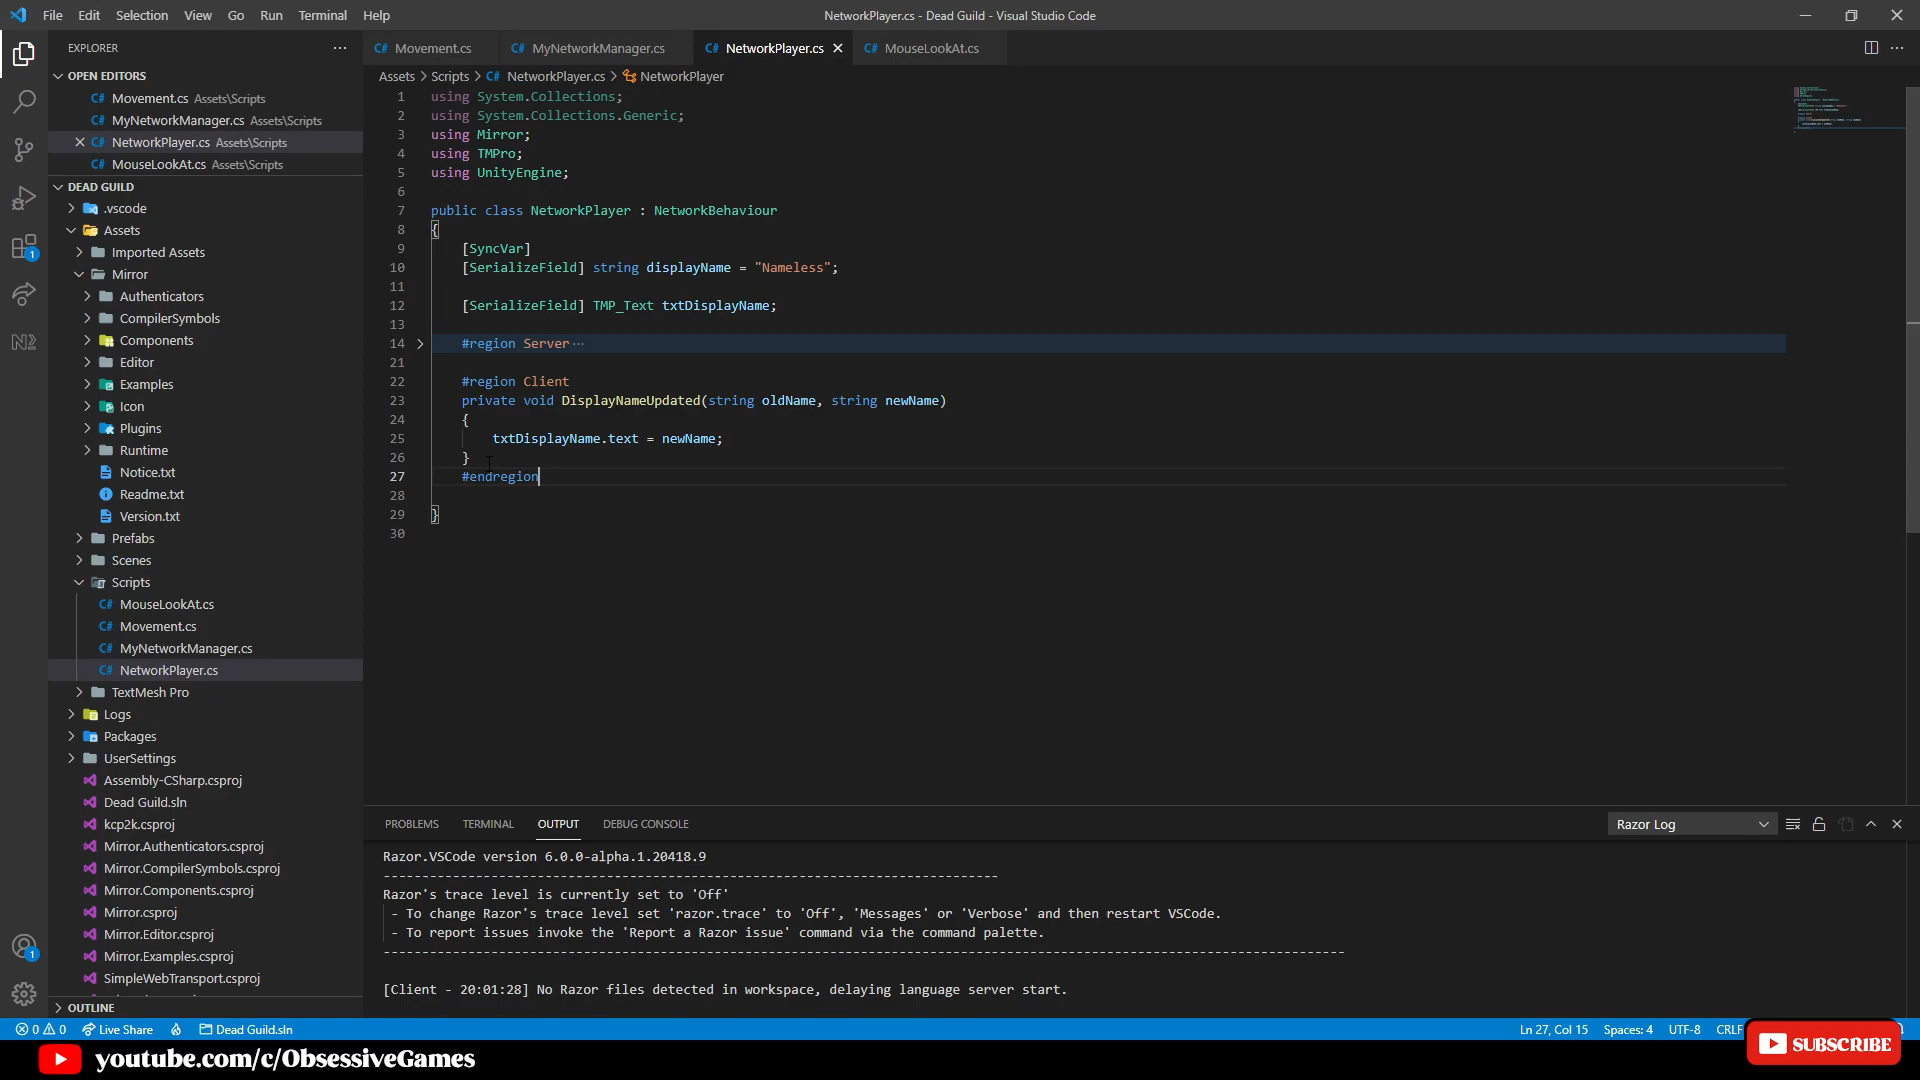 File Edit Selection View Go Run Terminal Help
NetworkPlayer.cs - Dead Guild - Visual Studio Code
EXPLORER
OPEN EDITORS
C# Movement.cs Assets\Scripts
C# MyNetworkManager.cs Assets\Scripts
C# NetworkPlayer.cs Assets\Scripts
C# MouseLookAt.cs Assets\Scripts
DEAD GUILD
.vscode
Assets
Imported Assets
Mirror
Authenticators
CompilerSymbols
Components
Editor
Examples
Icon
Plugins
Runtime
Notice.txt
Readme.txt
Version.txt
Prefabs
Scenes
Scripts
C# MouseLookAt.cs
C# Movement.cs
C# MyNetworkManager.cs
C# NetworkPlayer.cs
TextMesh Pro
Logs
Packages
UserSettings
Assembly-CSharp.csproj
Dead Guild.sln
kcp2k.csproj
Mirror.Authenticators.csproj
Mirror.CompilerSymbols.csproj
Mirror.Components.csproj
Mirror.csproj
Mirror.Editor.csproj
Mirror.Examples.csproj
SimpleWebTransport.csproj
OUTLINE
C# Movement.cs C# MyNetworkManager.cs C# NetworkPlayer.cs C# MouseLookAt.cs
Assets > Scripts > C# NetworkPlayer.cs > NetworkPlayer
1 using System.Collections;
2 using System.Collections.Generic;
3 using Mirror;
4 using TMPro;
5 using UnityEngine;
6
7 public class NetworkPlayer : NetworkBehaviour
8 {
9 [SyncVar]
10 [SerializeField] string displayName = "Nameless";
11
12 [SerializeField] TMP_Text txtDisplayName;
13
14 #region Server ...
21
22 #region Client
23 private void DisplayNameUpdated(string oldName, string newName)
24 {
25 txtDisplayName.text = newName;
26 }
27 #endregion
28
29 }
30
PROBLEMS TERMINAL OUTPUT DEBUG CONSOLE
Razor Log
Razor.VSCode version 6.0.0-alpha.1.20418.9
--------------------------------------------------------------------------------
Razor's trace level is currently set to 'Off'
- To change Razor's trace level set 'razor.trace' to 'Off', 'Messages' or 'Verbose' and then restart VSCode.
- To report issues invoke the 'Report a Razor issue' command via the command palette.
-----------------------------------------------------------------------------------------------------------------------------
[Client - 20:01:28] No Razor files detected in workspace, delaying language server start.
0 0 Live Share Dead Guild.sln
Ln 27, Col 15 Spaces: 4 UTF-8 CRLF
youtube.com/c/ObsessiveGames
SUBSCRIBE